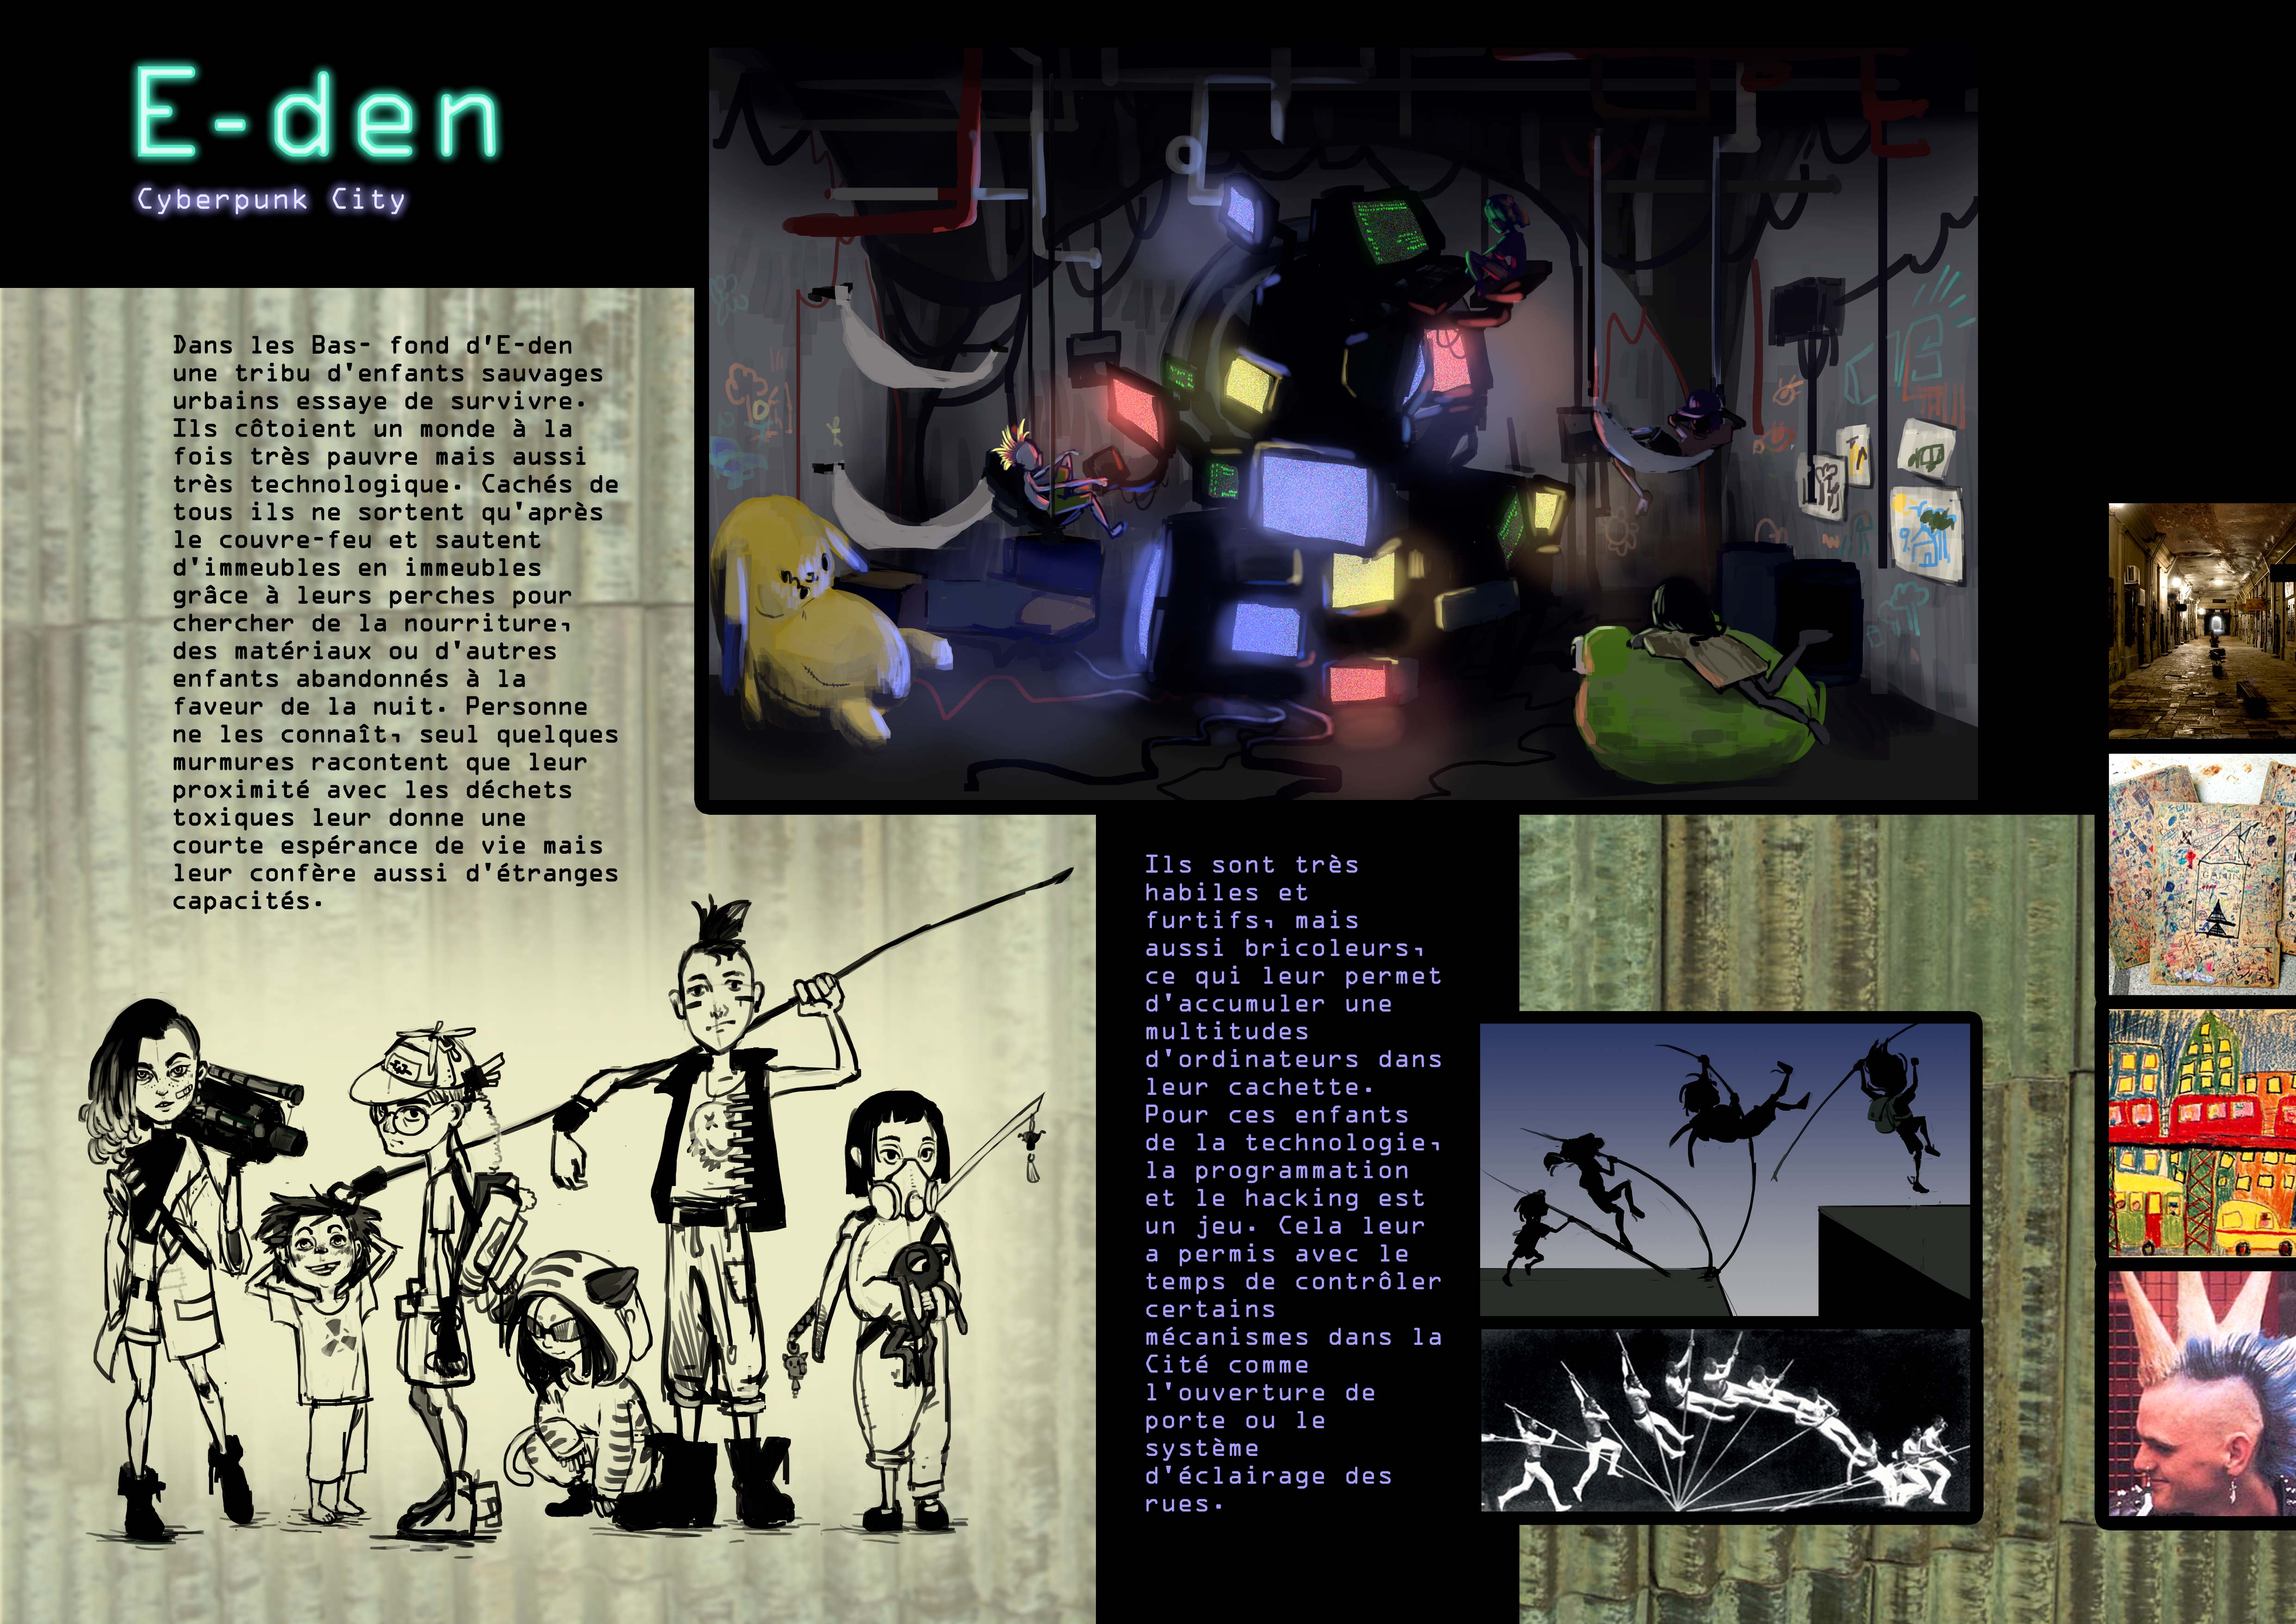 E-den
Cyberpunk City
Dans les Bas- fond d'E-den
une tribu d'enfants sauvages
urbains essaye de survivre.
Ils côtoient un monde à la
fois très pauvre mais aussi
très technologique. Cachés de
tous ils ne sortent qu'après
le couvre-feu et sautent
d'immeubles en immeubles
grâce à leurs perches pour
chercher de la nourriture,
des matériaux ou d'autres
enfants abandonnés à la
faveur de la nuit. Personne
ne les connaît, seul quelques
murmures racontent que leur
proximité avec les déchets
toxiques leur donne une
courte espérance de vie mais
leur confère aussi d'étranges
capacités.
Ils sont très
habiles et
furtifs, mais
aussi bricoleurs,
ce qui leur permet
d'accumuler une
multitudes
d'ordinateurs dans
leur cachette.
Pour ces enfants
de la technologie,
la programmation
et le hacking est
un jeu. Cela leur
a permis avec le
temps de contrôler
certains
mécanismes dans la
Cité comme
l'ouverture de
porte ou le
système
d'éclairage des
rues.